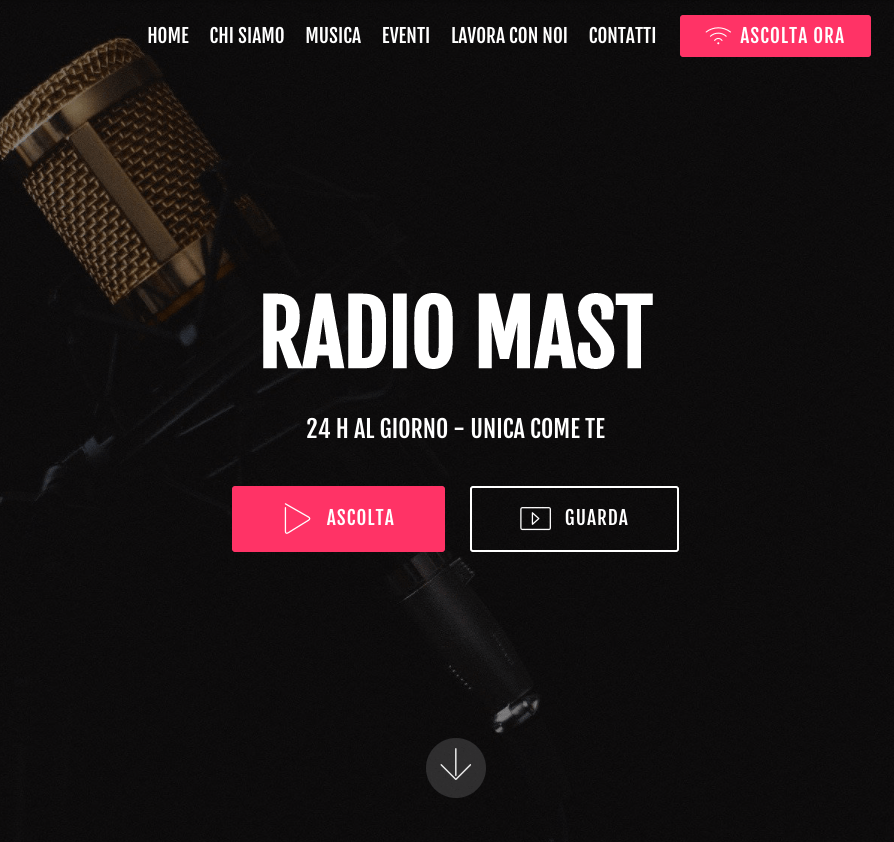 HOME CHI SIAMO MUSICA EVENTI LAVORA CON NOI CONTATTI ASCOLTA ORA
RADIO MAST
24 H AL GIORNO - UNICA COME TE
ASCOLTA GUARDA